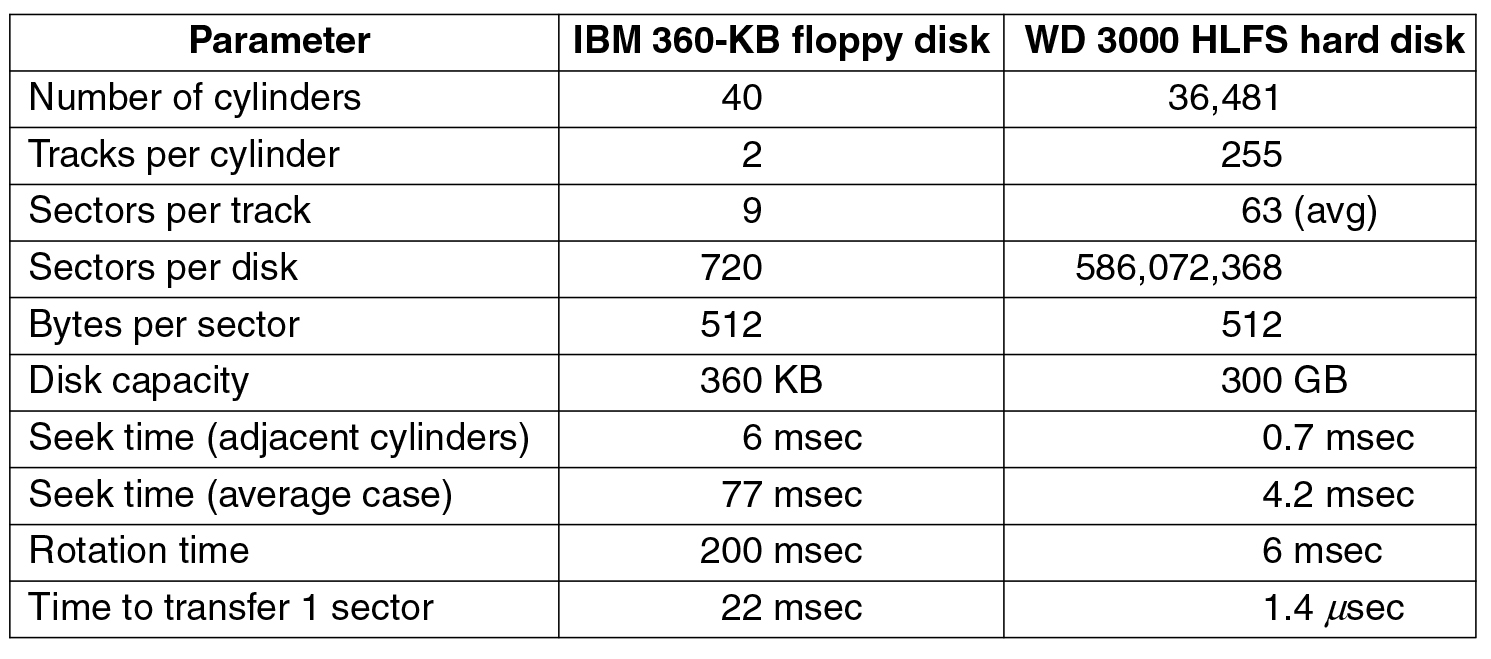 Parameter IBM 360-KB floppy disk WD 3000 HLFS hard disk
Number of cylinders 40 36,481
Tracks per cylinder 2 255
Sectors per track 9 63 (avg)
Sectors per disk 720 586,072,368
Bytes per sector 512 512
Disk capacity 360 KB 300 GB
Seek time (adjacent cylinders) 6 msec 0.7 msec
Seek time (average case) 77 msec 4.2 msec
Rotation time 200 msec 6 msec
Time to transfer 1 sector 22 msec 1.4 μsec